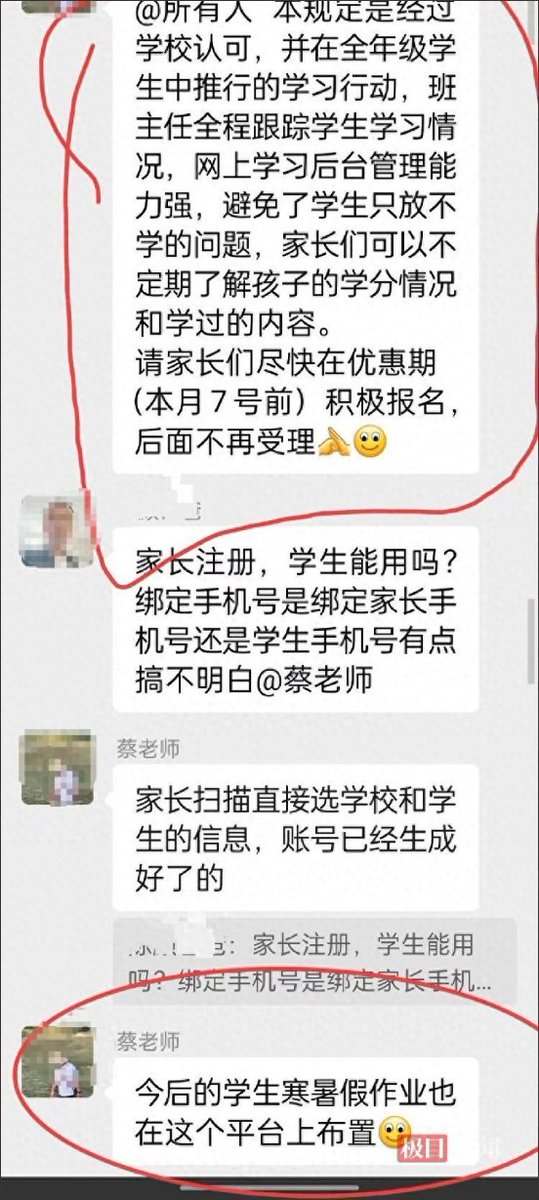 @所有人 本规定是经过
学校认可，并在全年级学
生中推行的学习行动，班
主任全程跟踪学生学习情
况，网上学习后台管理能
力强，避免了学生只放不
学的问题，家长们可以不
定期了解孩子的学分情况
和学过的内容。
请家长们尽快在优惠期
(本月7号前）积极报名，
后面不再受理
家长注册，学生能用吗?
绑定手机号是绑定家长手
机号还是学生手机号有点
搞不明白@蔡老师
蔡老师
家长扫描直接选学校和学
生的信息，账号已经生成
好了的
：家长注册，学生能用
吗？绑定手机号是绑定家长手机...
蔡老师
今后的学生寒暑假作业也
在这个平台上布置
极目新闻